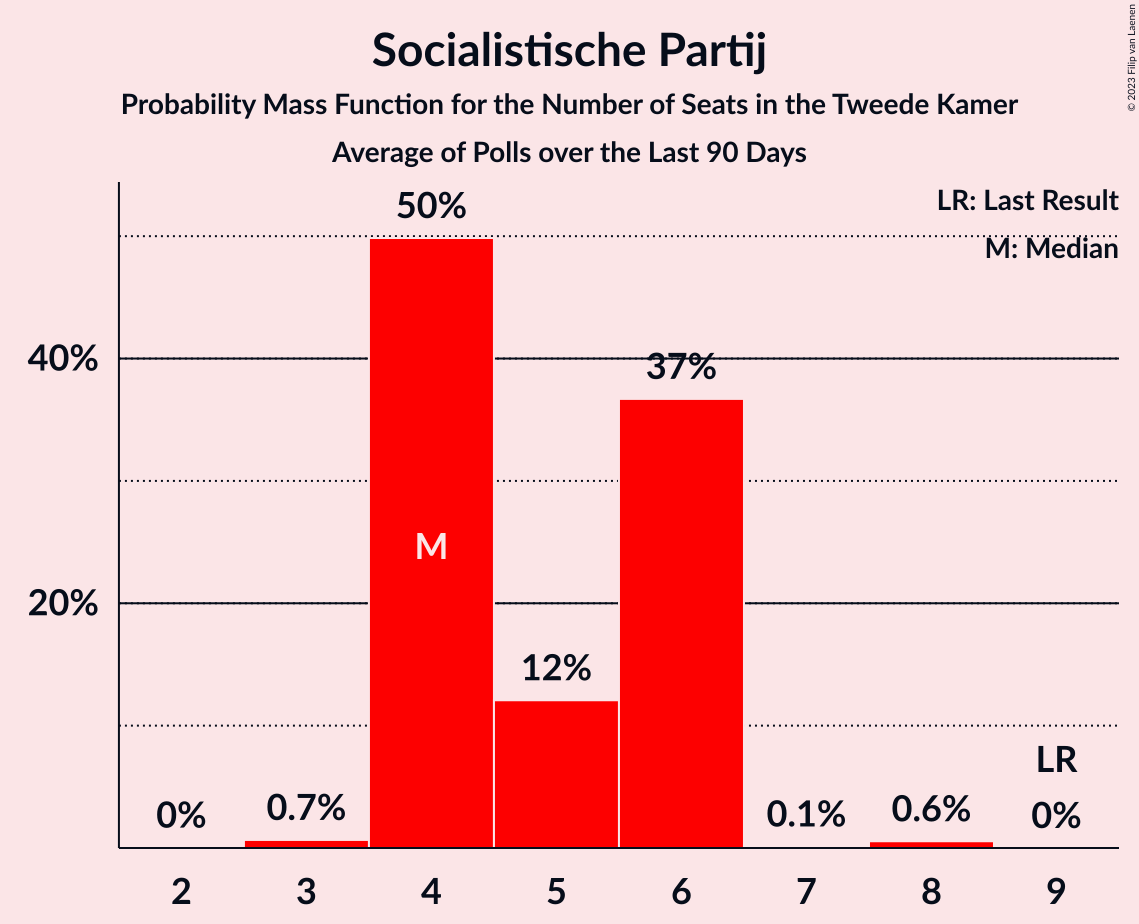 Socialistische Partij
Probability Mass Function for the Number of Seats in the Tweede Kamer
Average of Polls over the Last 90 Days
© 2023 Filip van Laenen
LR: Last Result
M: Median
50%
40%
37%
M
20%
12%
LR
0%
0.7%
0.1%
0.6%
0%
2
3
4
5
6
7
8
9